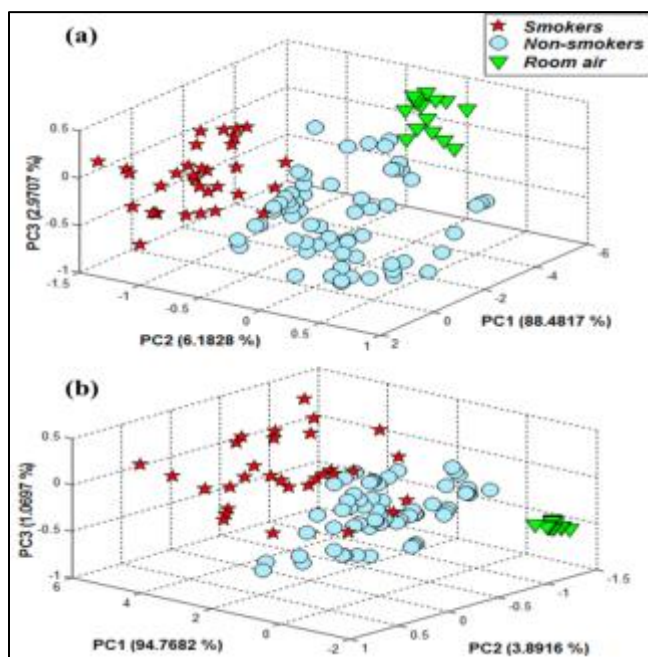 (a)
Smokers
Non-smokers
Room air
0.5
0
-0.5
-1
-1.5
-1
-0.5
0
0.5
1
2
0
-2
-4
-6
PC3 (2.9707 %)
PC2 (6.1828 %)
PC1 (88.4817 %)
(b)
0.5
0
-0.5
-1
6
4
2
0
-2
1
0.5
0
-0.5
-1
-1.5
PC3 (1.0697 %)
PC1 (94.7682 %)
PC2 (3.8916 %)